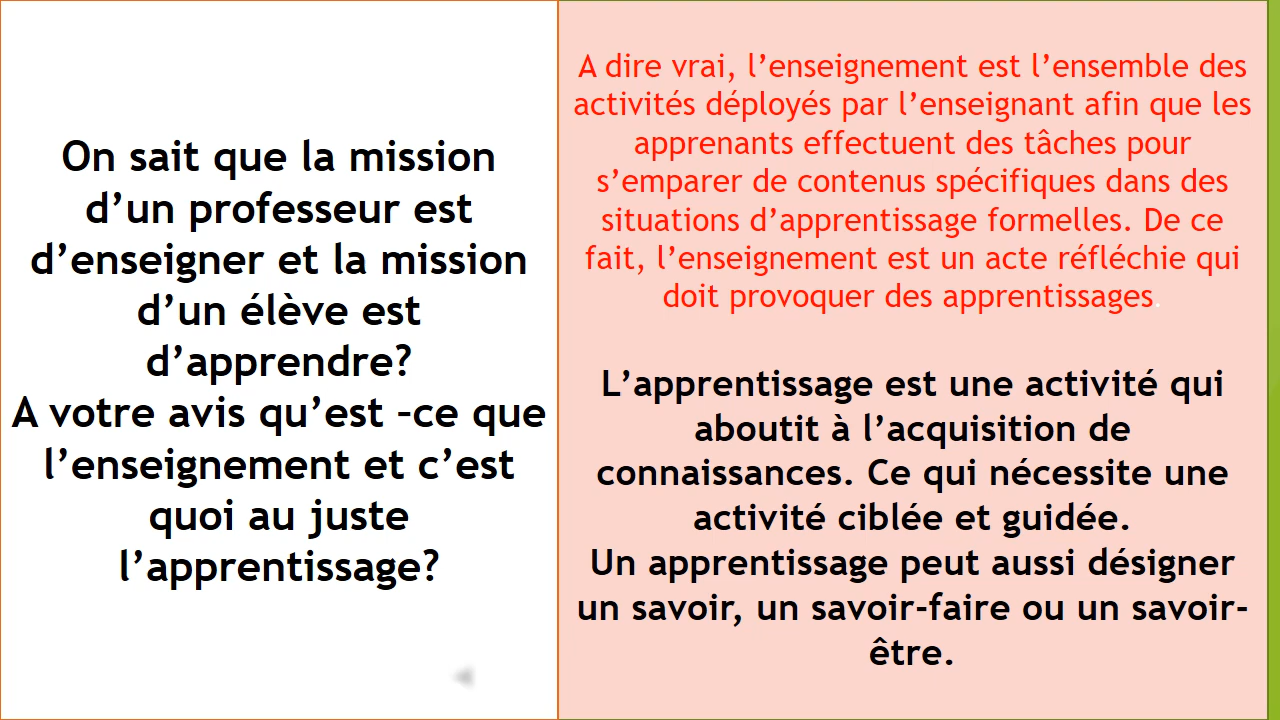 On sait que la mission
d’un professeur est
d’enseigner et la mission
d’un élève est
d’apprendre?
A votre avis qu’est –ce que
l’enseignement et c’est
quoi au juste
l’apprentissage?
A dire vrai, l’enseignement est l’ensemble des
activités déployés par l’enseignant afin que les
apprenants effectuent des tâches pour
s’emparer de contenus spécifiques dans des
situations d’apprentissage formelles. De ce
fait, l’enseignement est un acte réfléchie qui
doit provoquer des apprentissages.
L’apprentissage est une activité qui
aboutit à l’acquisition de
connaissances. Ce qui nécessite une
activité ciblée et guidée.
Un apprentissage peut aussi désigner
un savoir, un savoir-faire ou un savoir-
être.